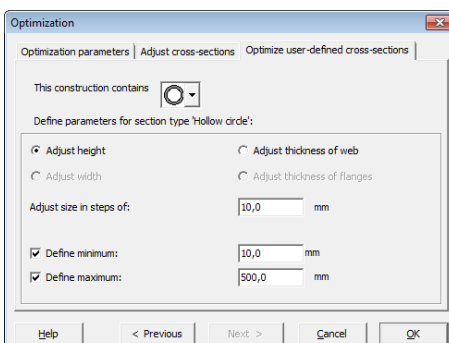 Optimization
Optimization parameters | Adjust cross-sections | Optimize user-defined cross-sections
This construction contains
Define parameters for section type 'Hollow circle':
Adjust height Adjust thickness of web
Adjust width Adjust thickness of flanges
Adjust size in steps of: 10,0 mm
Define minimum: 10,0 mm
Define maximum: 500,0 mm
Help < Previous Next > Cancel OK